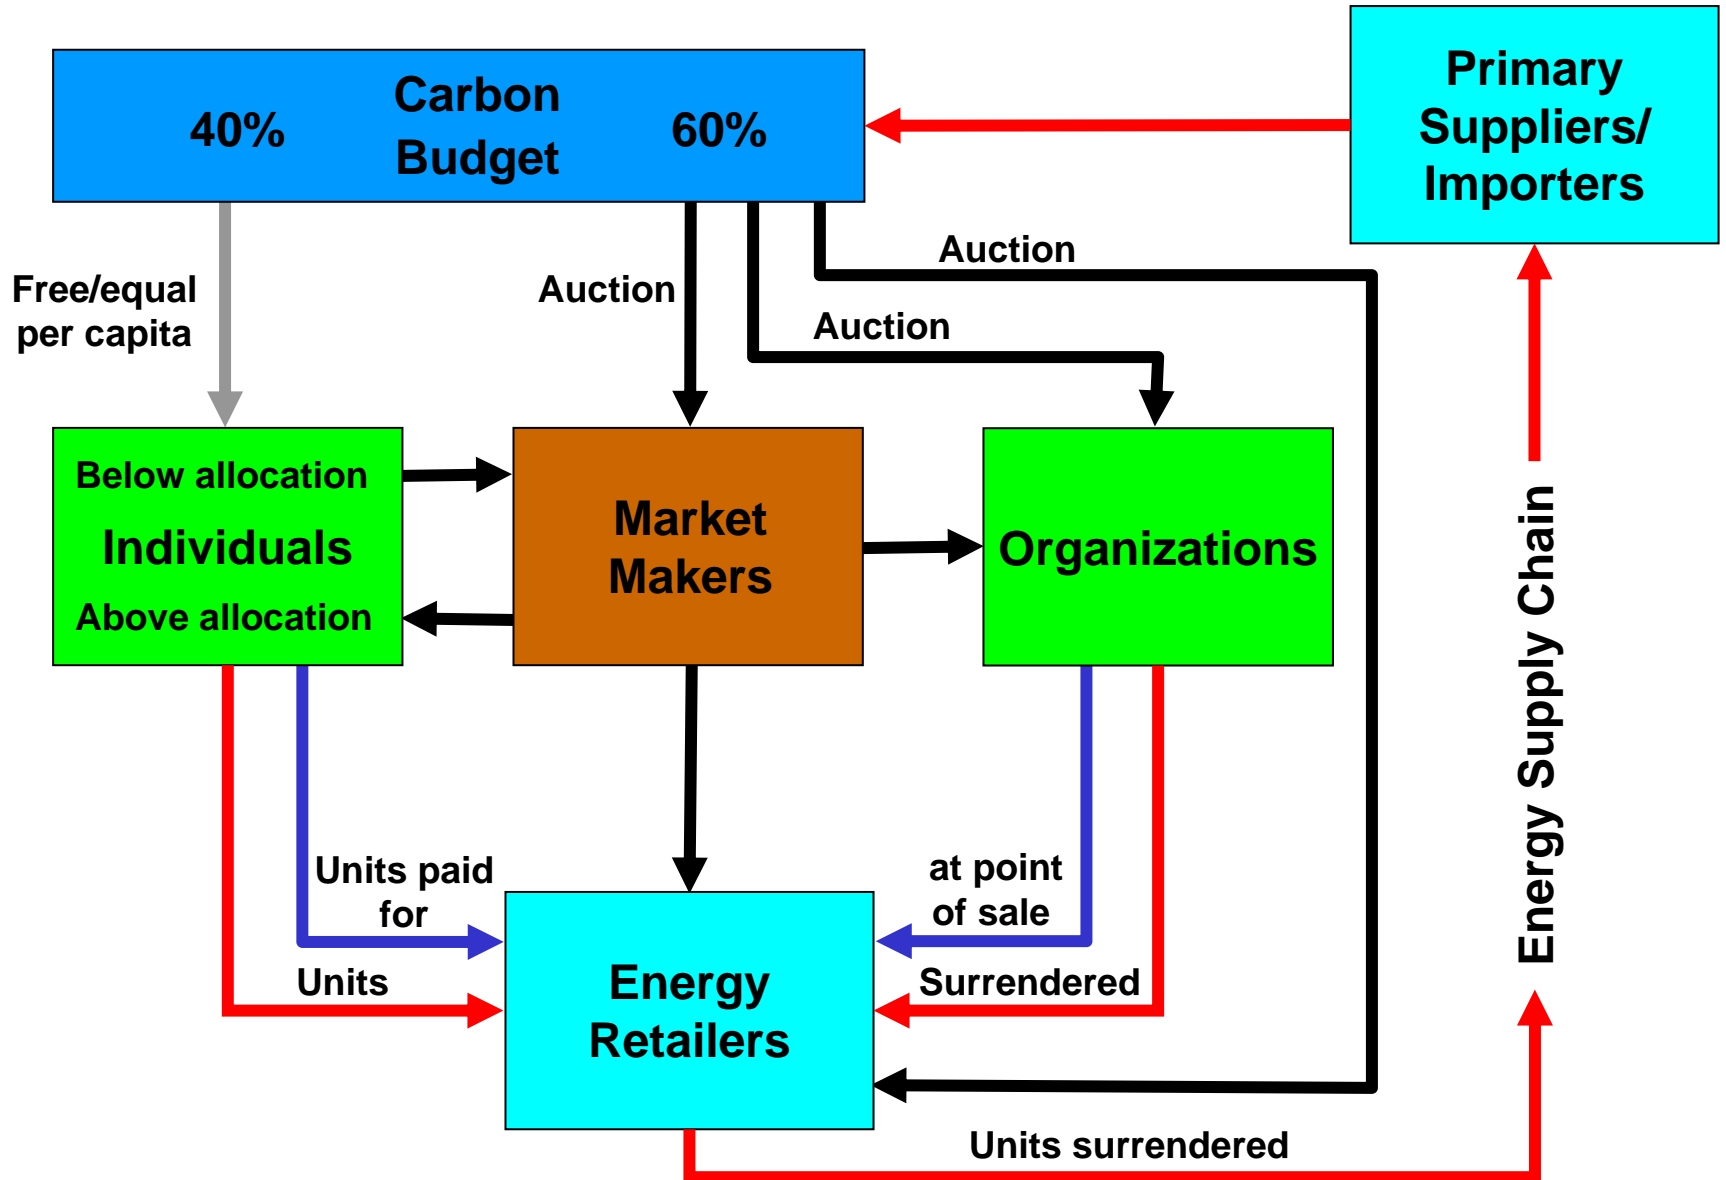 Carbon
Budget
40%
60%
Primary
Suppliers/
Importers
Free/equal
per capita
Auction
Auction
Auction
Below allocation
Individuals
Above allocation
Market
Makers
Organizations
Energy Supply Chain
Units paid
for
at point
of sale
Units
Surrendered
Energy
Retailers
Units surrendered